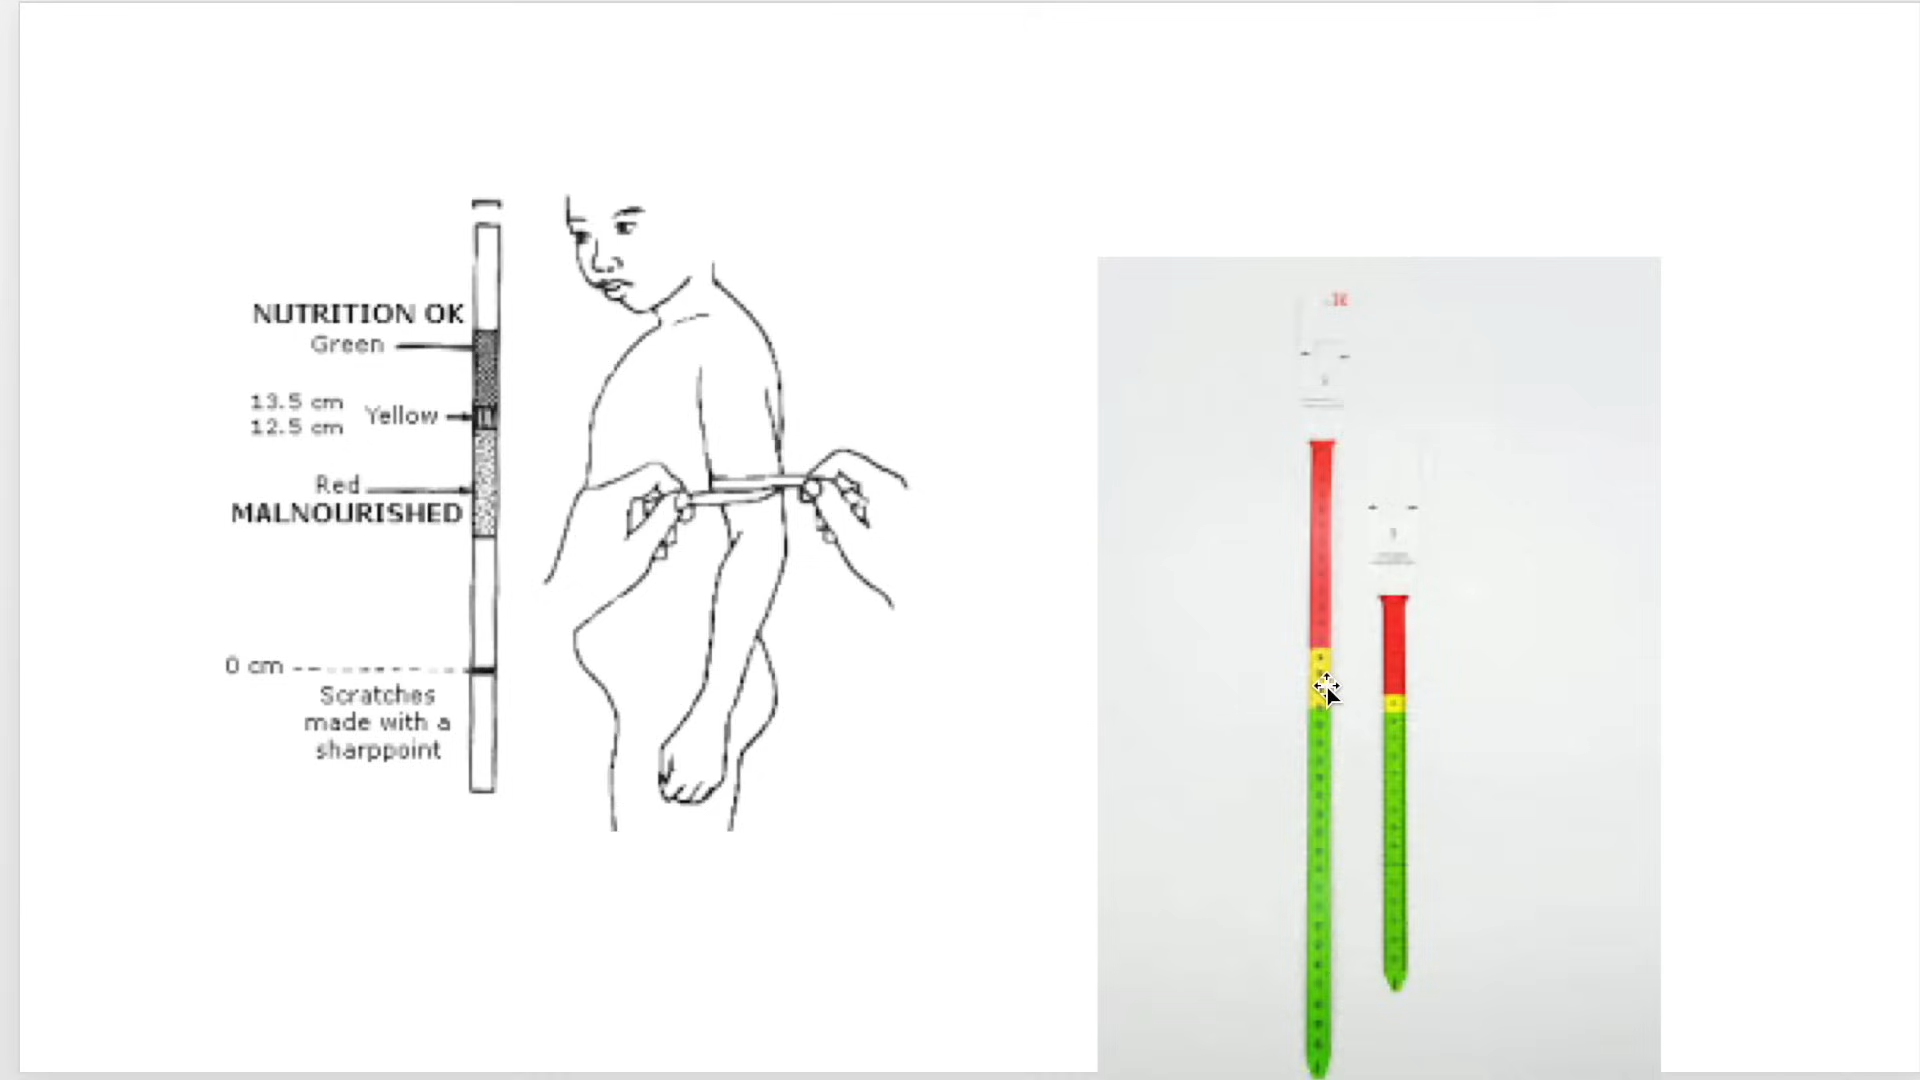 NUTRITION OK
Green
13.5 cm
12.5 cm
Yellow
Red
MALNOURISHED
0 cm
Scratches
made with a
sharppoint